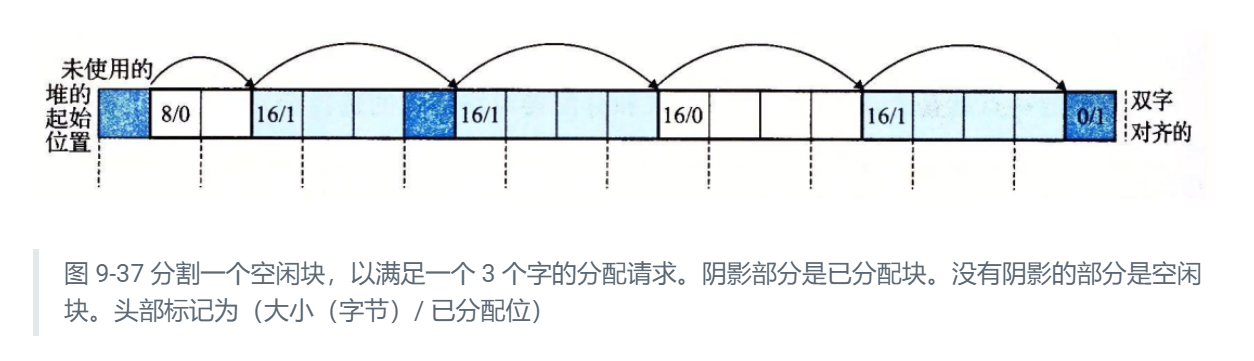 未使用的
堆的
起始
位置
8/0
16/1
16/1
16/0
16/1
0/1
双字
对齐的
图 9-37 分割一个空闲块，以满足一个 3 个字的分配请求。阴影部分是已分配块。没有阴影的部分是空闲
块。头部标记为（大小（字节）/ 已分配位）